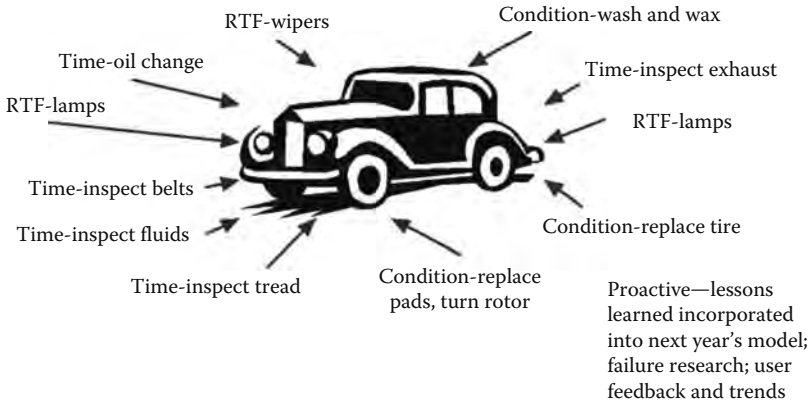 RTF-wipers
Condition-wash and wax
Time-oil change
Time-inspect exhaust
RTF-lamps
RTF-lamps
Time-inspect belts
Time-inspect fluids
Condition-replace tire
Time-inspect tread
Condition-replace
pads, turn rotor
Proactive—lessons
learned incorporated
into next year's model;
failure research; user
feedback and trends